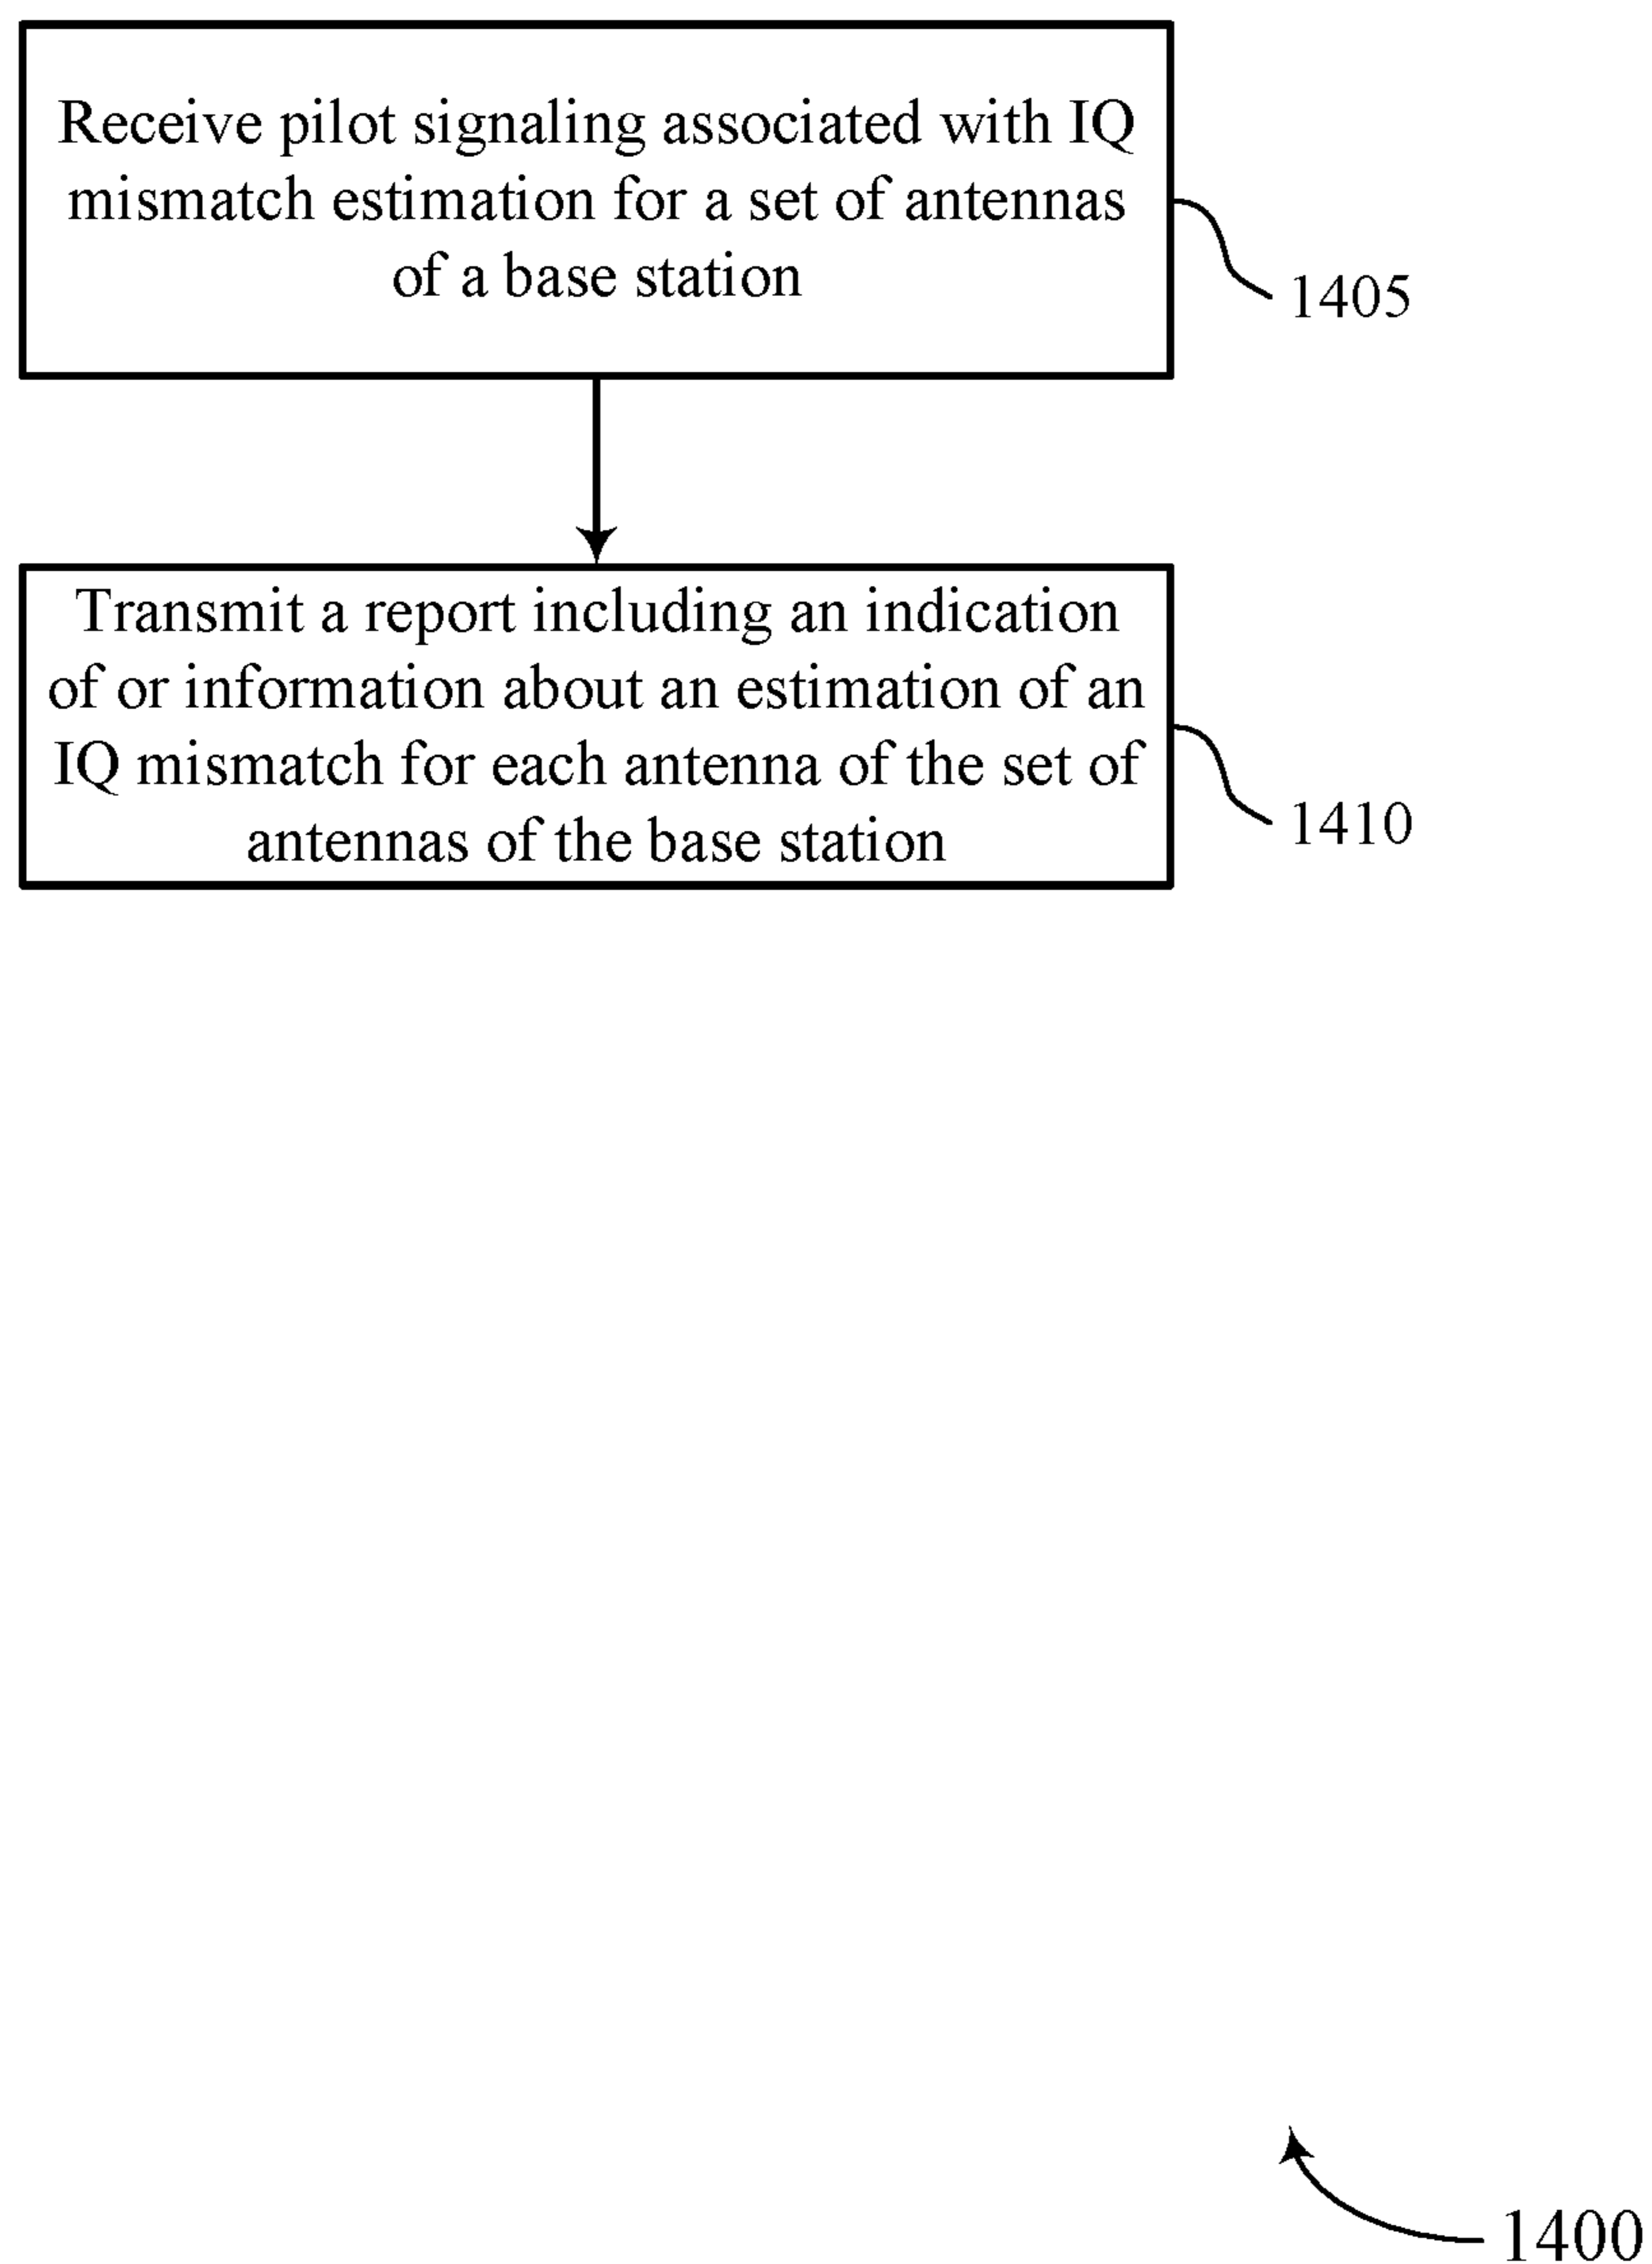 Receive pilot signaling associated with IQ
mismatch estimation for a set of antennas
of a base station
1405
Transmit a report including an indication
of or information about an estimation of an
IQ mismatch for each antenna of the set of
antennas of the base station
1410
1400